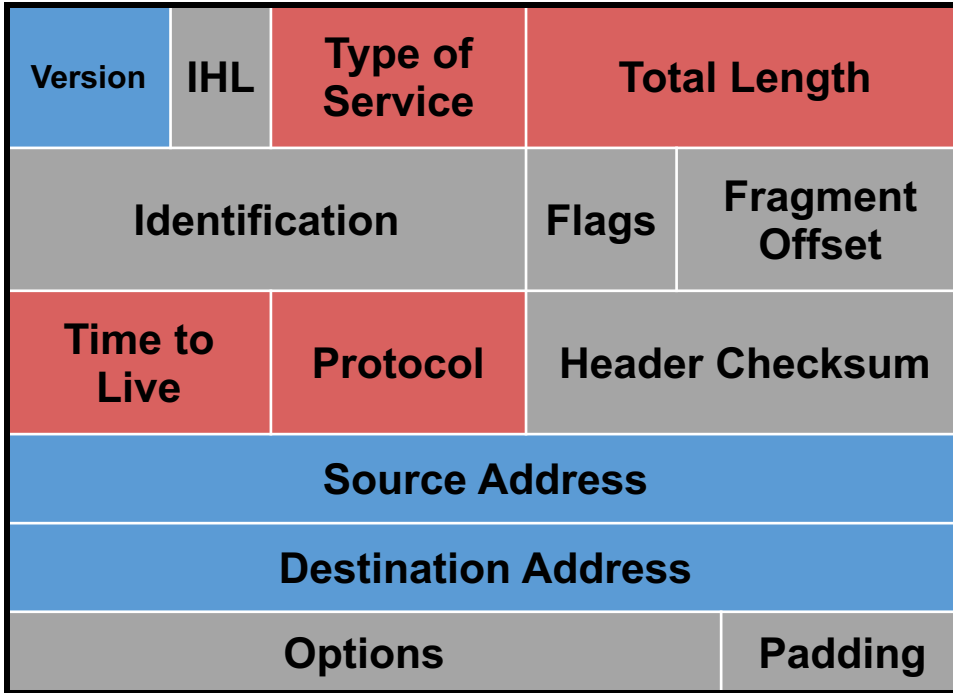 Version
IHL
Type of
Service
Total Length
Identification
Flags
Fragment
Offset
Time to
Live
Protocol
Header Checksum
Source Address
Destination Address
Options
Padding